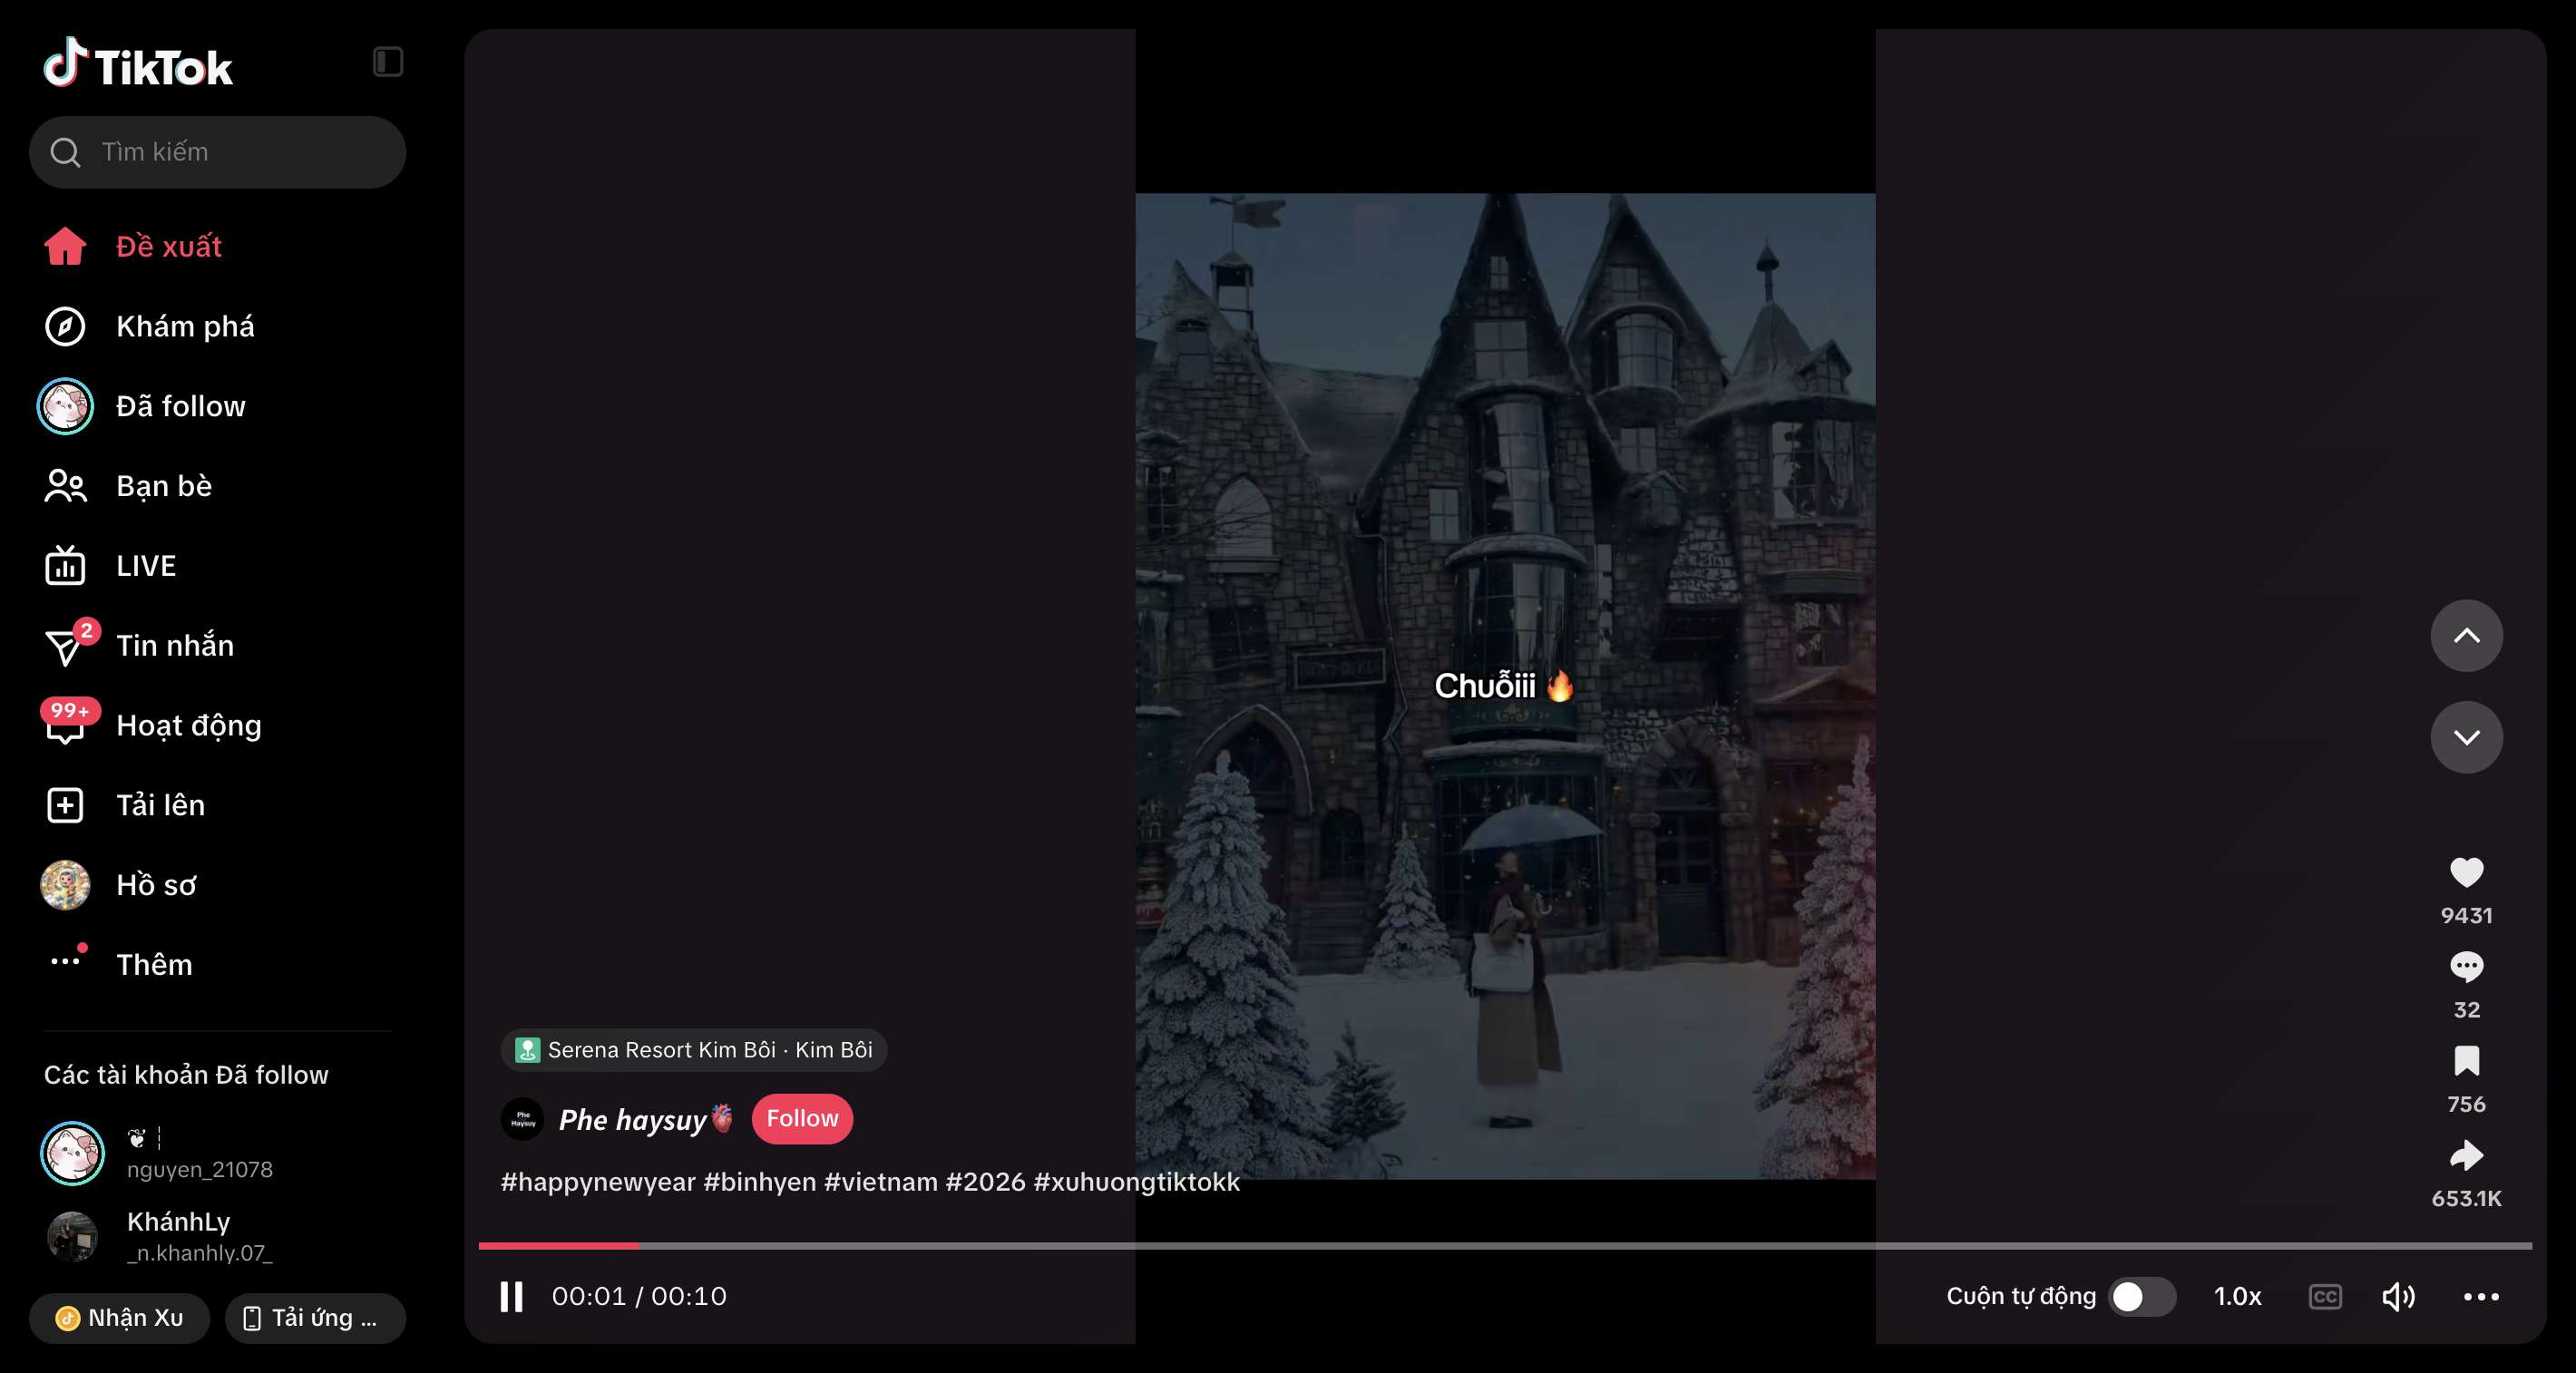 TikTok
Tìm kiếm
Đề xuất
Khám phá
Đã follow
Bạn bè
LIVE
2
Tin nhắn
99+
Hoạt động
Tải lên
Hồ sơ
Thêm
Các tài khoản Đã follow
nguyen_21078
KhánhLy
_n.khanhly.07_
Nhận Xu
Tải ứng ...
Chuỗiii 🔥
Serena Resort Kim Bôi · Kim Bôi
Phe
Haysuy
Phe haysuy🫀
Follow
#happynewyear #binhyen #vietnam #2026 #xuhuongtiktokk
9431
32
756
653.1K
00:01 / 00:10
Cuộn tự động
1.0x
CC